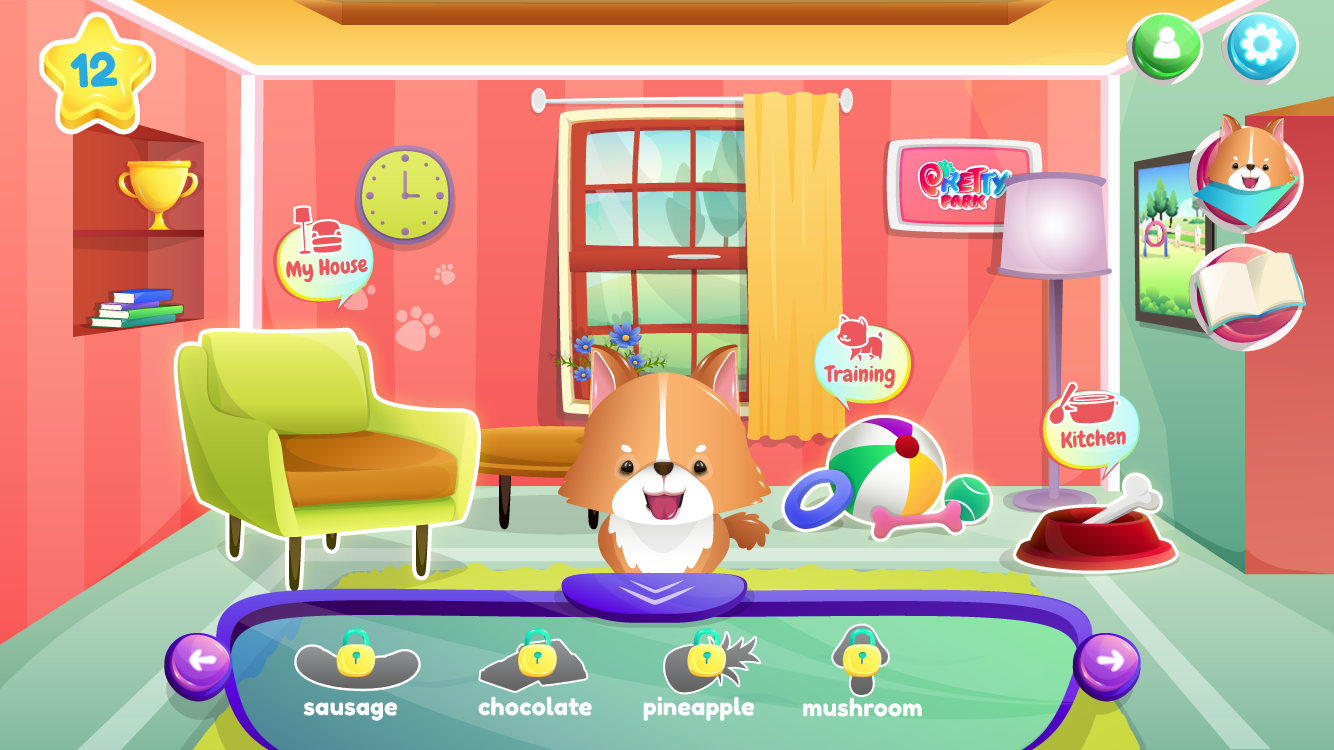 12
My House
PRETTY
PARK
Training
Kitchen
sausage
chocolate
pineapple
mushroom